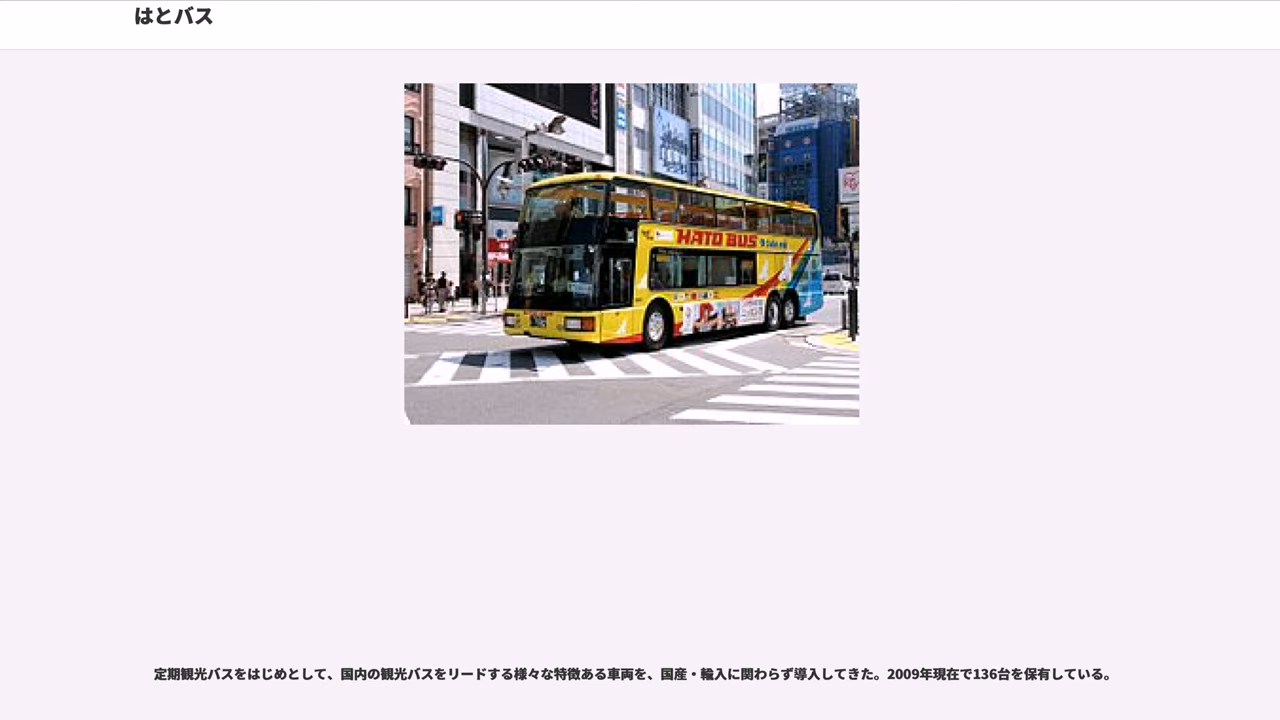 はとバス
HATO BUS
定期観光バスをはじめとして、国内の観光バスをリードする様々な特徴ある車両を、国産・輸入に関わらず導入してきた。2009年現在で136台を保有している。